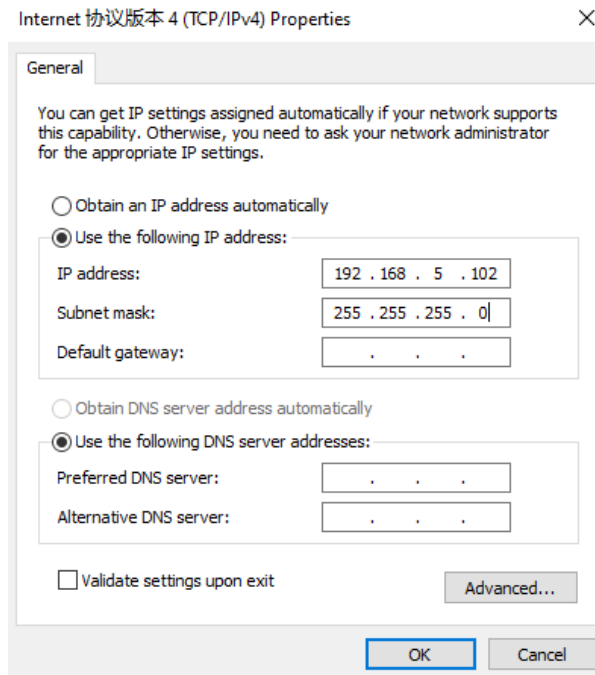 Internet 协议版本 4 (TCP/IPv4) Properties
General
You can get IP settings assigned automatically if your network supports
this capability. Otherwise, you need to ask your network administrator
for the appropriate IP settings.
Obtain an IP address automatically
Use the following IP address:
IP address: 192 . 168 . 5 . 102
Subnet mask: 255 . 255 . 255 . 0
Default gateway: . . .
Obtain DNS server address automatically
Use the following DNS server addresses:
Preferred DNS server: . . .
Alternative DNS server: . . .
Validate settings upon exit
Advanced...
OK Cancel